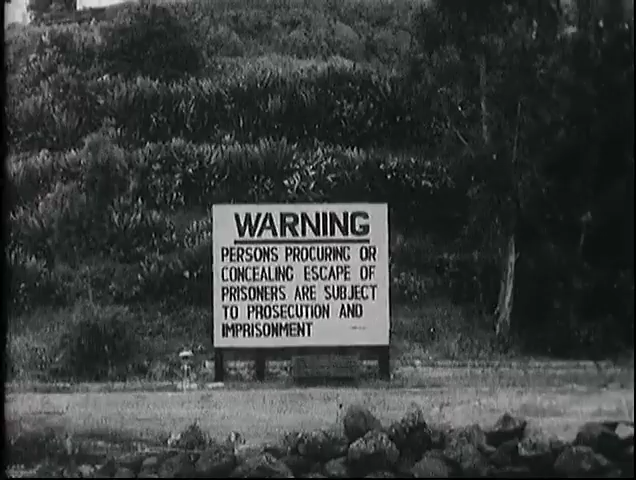 WARNING
PERSONS PROCURING OR
CONCEALING ESCAPE OF
PRISONERS ARE SUBJECT
TO PROSECUTION AND
IMPRISONMENT